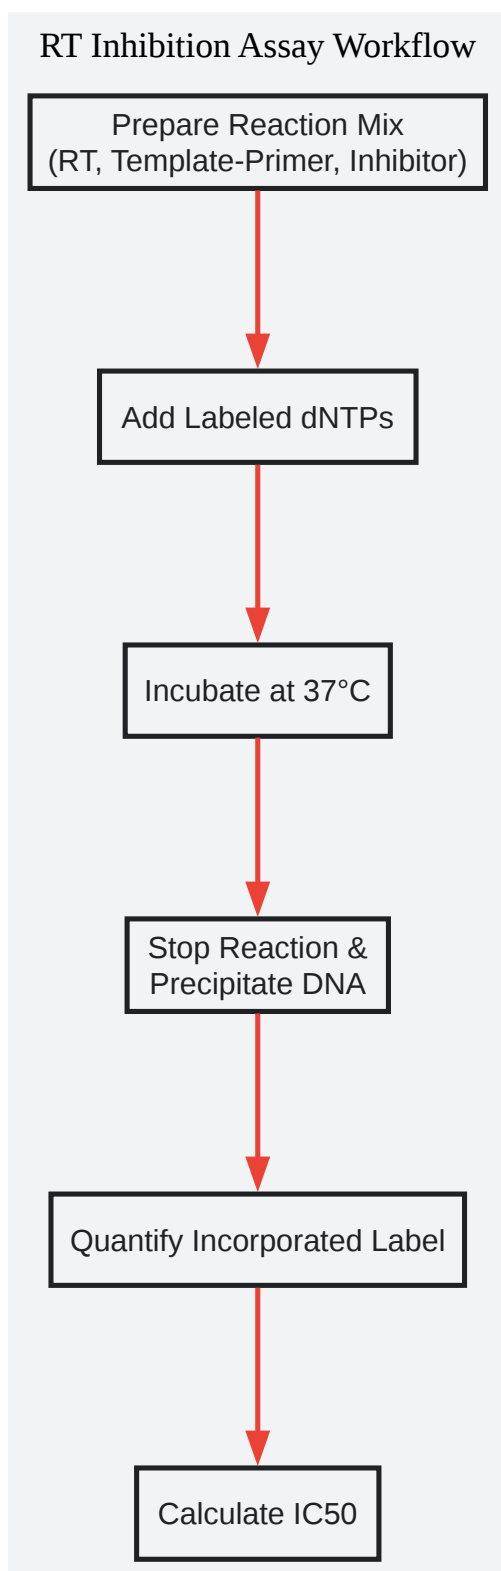 RT Inhibition Assay Workflow
Prepare Reaction Mix
(RT, Template-Primer, Inhibitor)
Add Labeled dNTPs
Incubate at 37°C
Stop Reaction &
Precipitate DNA
Quantify Incorporated Label
Calculate IC50